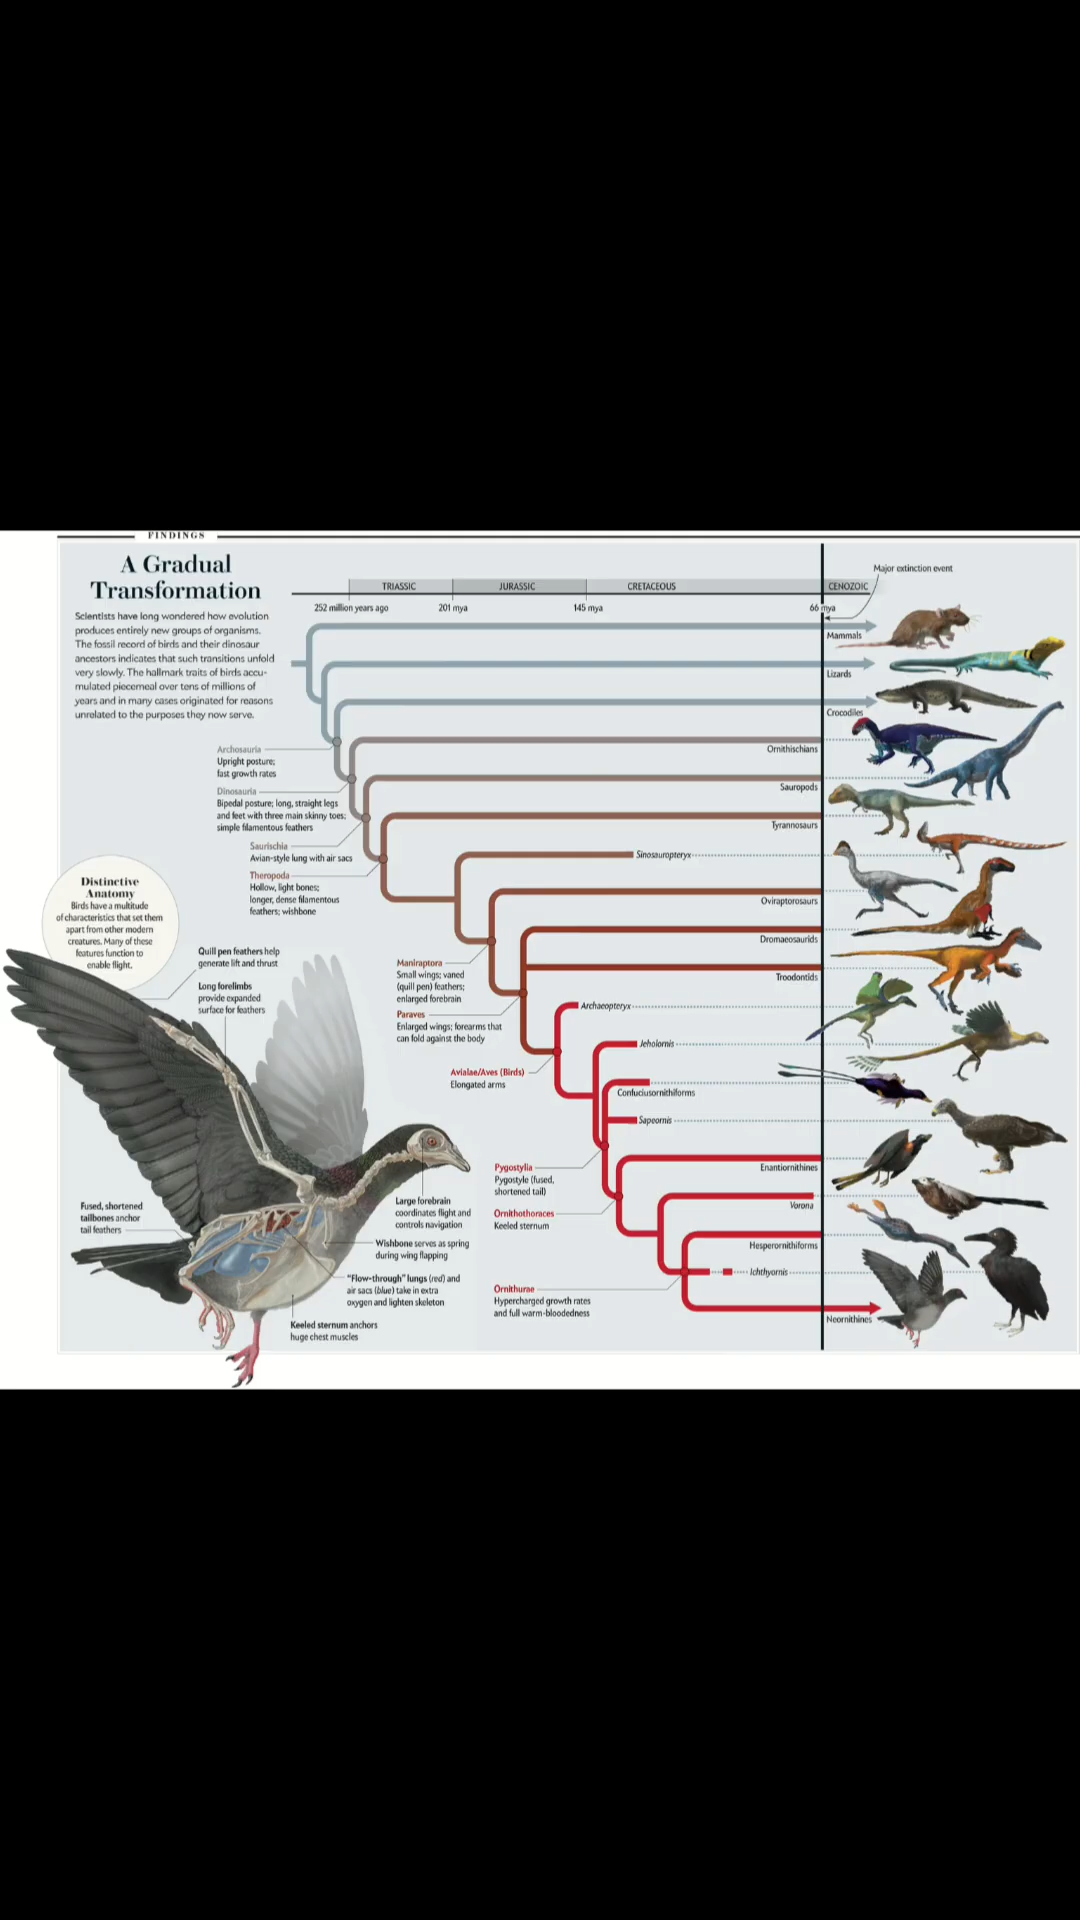 FINDINGS
A Gradual
Transformation
Scientists have long wondered how evolution
produces entirely new groups of organisms.
The fossil record of birds and their dinosaur
ancestors indicates that such transitions unfold
very slowly. The hallmark traits of birds accu-
mulated piecemeal over tens of millions of
years and in many cases originated for reasons
unrelated to the purposes they now serve.
Major extinction event
TRIASSIC
JURASSIC
CRETACEOUS
CENOZOIC
252 million years ago
201 mya
145 mya
66 mya
Mammals
Lizards
Crocodiles
Ornithischians
Sauropods
Tyrannosaurs
Sinosauropteryx
Oviraptorosaurs
Dromaeosaurids
Troodontids
Archaeopteryx
Jeholornis
Confuciusornithiforms
Sapeornis
Enantiornithines
Vorona
Hesperornithiforms
Ichthyornis
Neornithines
Archosauria
Upright posture;
fast growth rates
Dinosauria
Bipedal posture; long, straight legs
and feet with three main skinny toes;
simple filamentous feathers
Saurischia
Avian-style lung with air sacs
Theropoda
Hollow, light bones;
longer, dense filamentous
feathers; wishbone
Maniraptora
Small wings; vaned
(quill pen) feathers;
enlarged forebrain
Paraves
Enlarged wings; forearms that
can fold against the body
Avialae/Aves (Birds)
Elongated arms
Pygostylia
Pygostyle (fused,
shortened tail)
Ornithothoraces
Keeled sternum
Ornithurae
Hypercharged growth rates
and full warm-bloodedness
Distinctive
Anatomy
Birds have a multitude
of characteristics that set them
apart from other modern
creatures. Many of these
features function to
enable flight.
Quill pen feathers help
generate lift and thrust
Long forelimbs
provide expanded
surface for feathers
Fused, shortened
tailbones anchor
tail feathers
Large forebrain
coordinates flight and
controls navigation
Wishbone serves as spring
during wing flapping
"Flow-through" lungs (red) and
air sacs (blue) take in extra
oxygen and lighten skeleton
Keeled sternum anchors
huge chest muscles